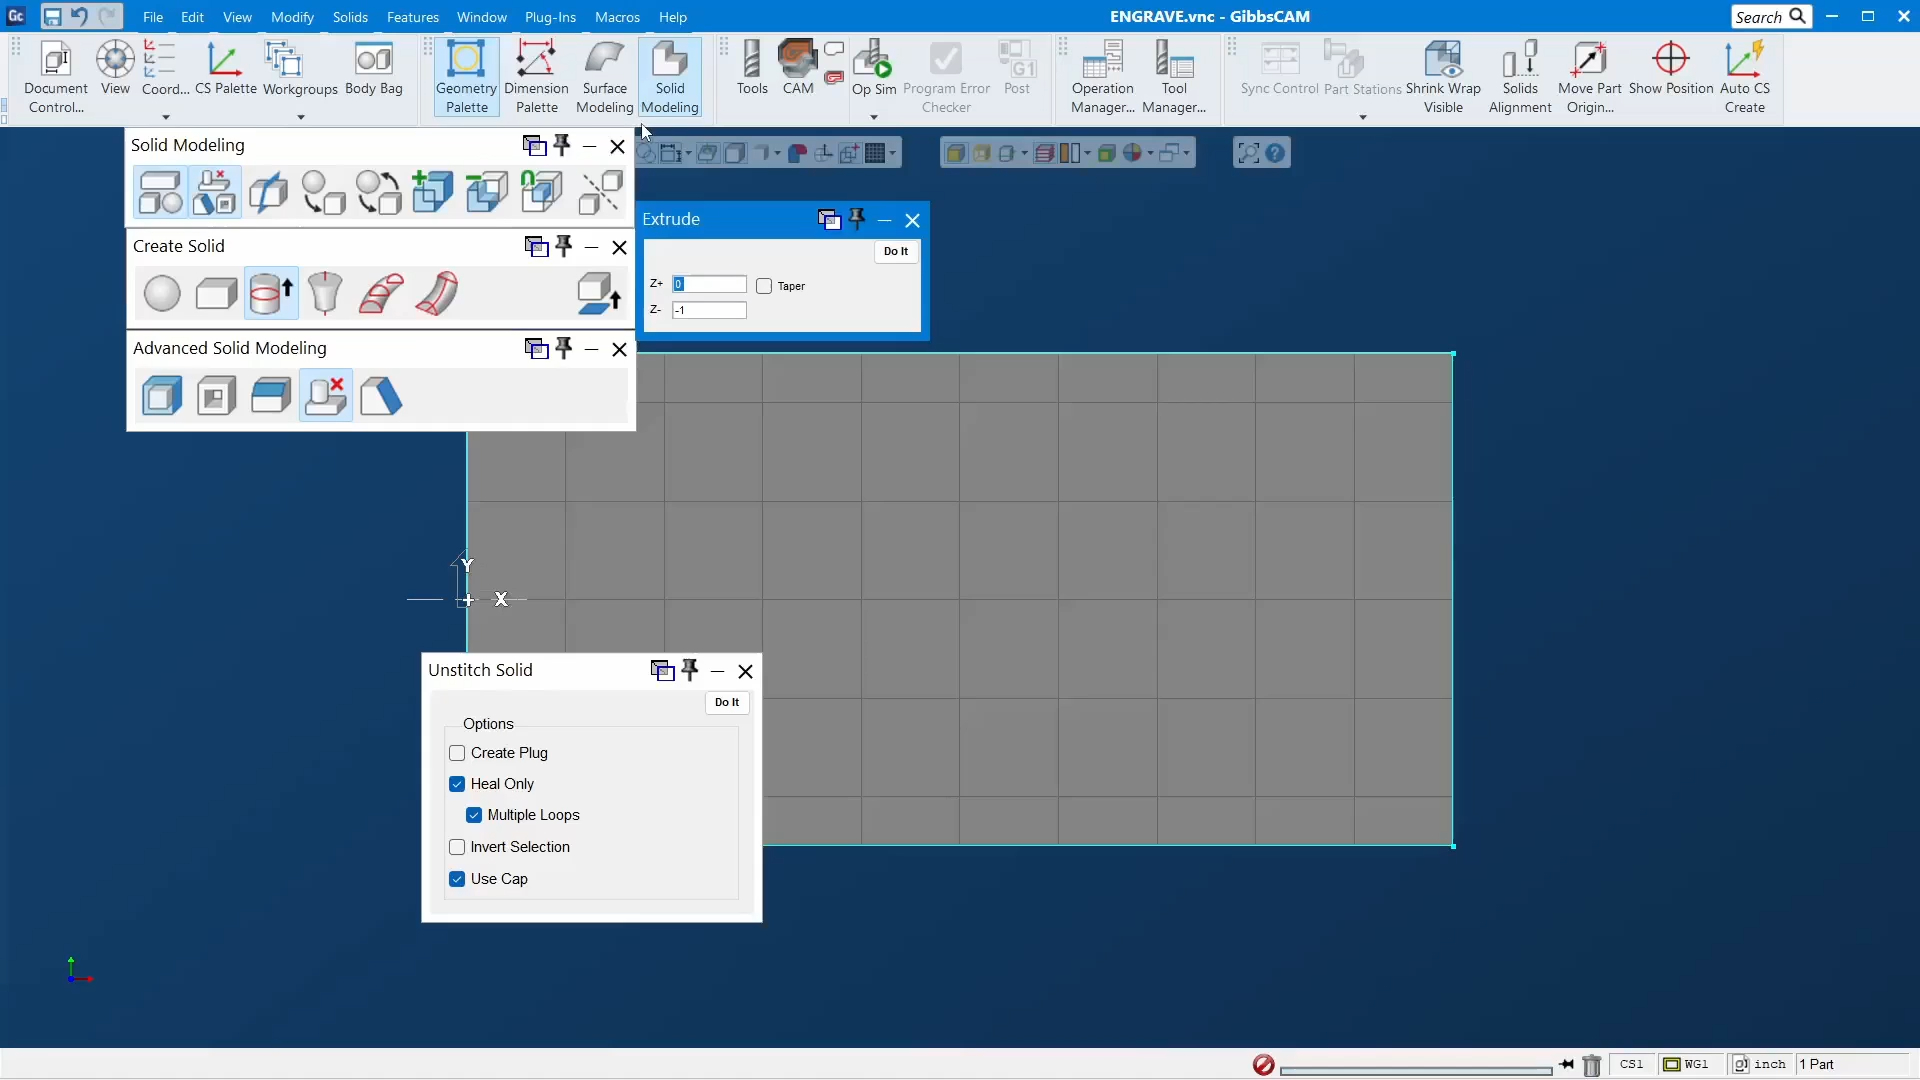 Gc File Edit View Modify Solids Features Window Plug-Ins Macros Help ENGRAVE.vnc - GibbsCAM Search
Document Control...
View
Coord...
CS Palette
Workgroups
Body Bag
Geometry Palette
Dimension Palette
Surface Modeling
Solid Modeling
Tools
CAM
Op Sim
Program Error Checker
G1
Post
Operation Manager...
Tool Manager...
Sync Control
Part Stations
Shrink Wrap Visible
Solids Alignment
Move Part Origin...
Show Position
Auto CS Create
Solid Modeling
Extrude
Do It
Z+ 0 Taper
Z- -1
Create Solid
Advanced Solid Modeling
Y
X
Unstitch Solid
Do It
Options
Create Plug
Heal Only
Multiple Loops
Invert Selection
Use Cap
CS1 WG1 inch 1 Part